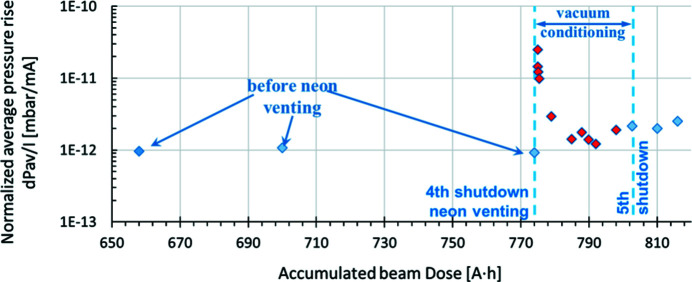 Normalized average pressure rise
dPav/I [mbar/mA]
1E-10
1E-11
1E-12
1E-13
vacuum
conditioning
before neon
venting
4th shutdown
neon venting
5th
shutdown
650 670 690 710 730 750 770 790 810
Accumulated beam Dose [A·h]